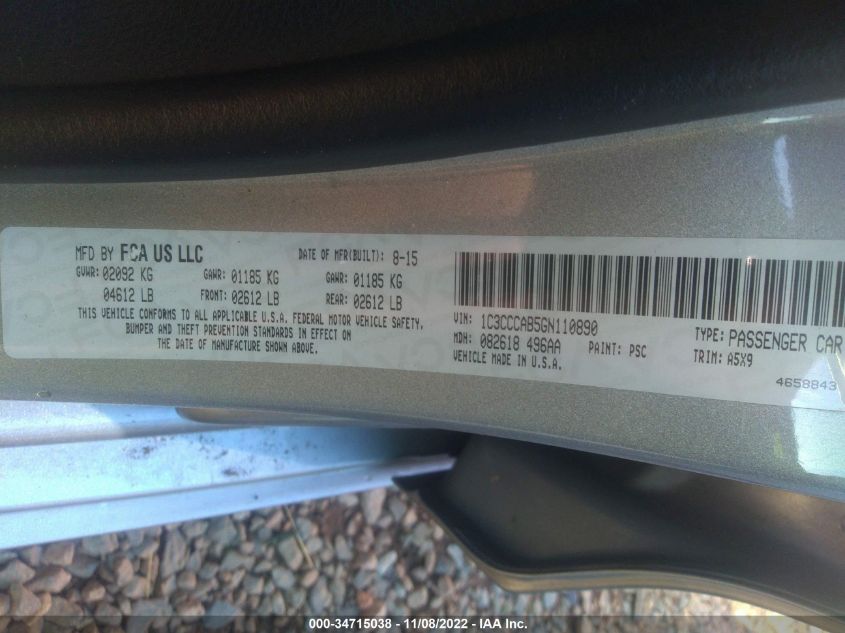 MFD BY FCA US LLC
DATE OF MFR(BUILT): 8-15
GVWR: 02092 KG GAWR: 01185 KG GAWR: 01185 KG
04612 LB FRONT: 02612 LB REAR: 02612 LB
THIS VEHICLE CONFORMS TO ALL APPLICABLE U.S.A. FEDERAL MOTOR VEHICLE SAFETY,
BUMPER AND THEFT PREVENTION STANDARDS IN EFFECT ON
THE DATE OF MANUFACTURE SHOWN ABOVE.
VIN: 1C3CCCAB5GN110890
TYPE: PASSENGER CAR
MDH: 082618 496AA PAINT: PSC
TRIM: A5X9
VEHICLE MADE IN U.S.A.
4658843
000-34715038 - 11/08/2022 - IAA Inc.